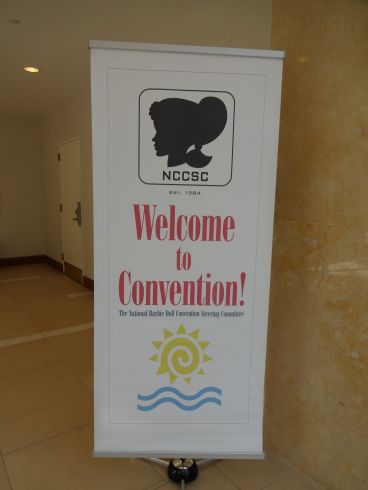 NCCSC
EST. 1984
Welcome
to
Convention!
The National Barbie Doll Convention Steering Committee